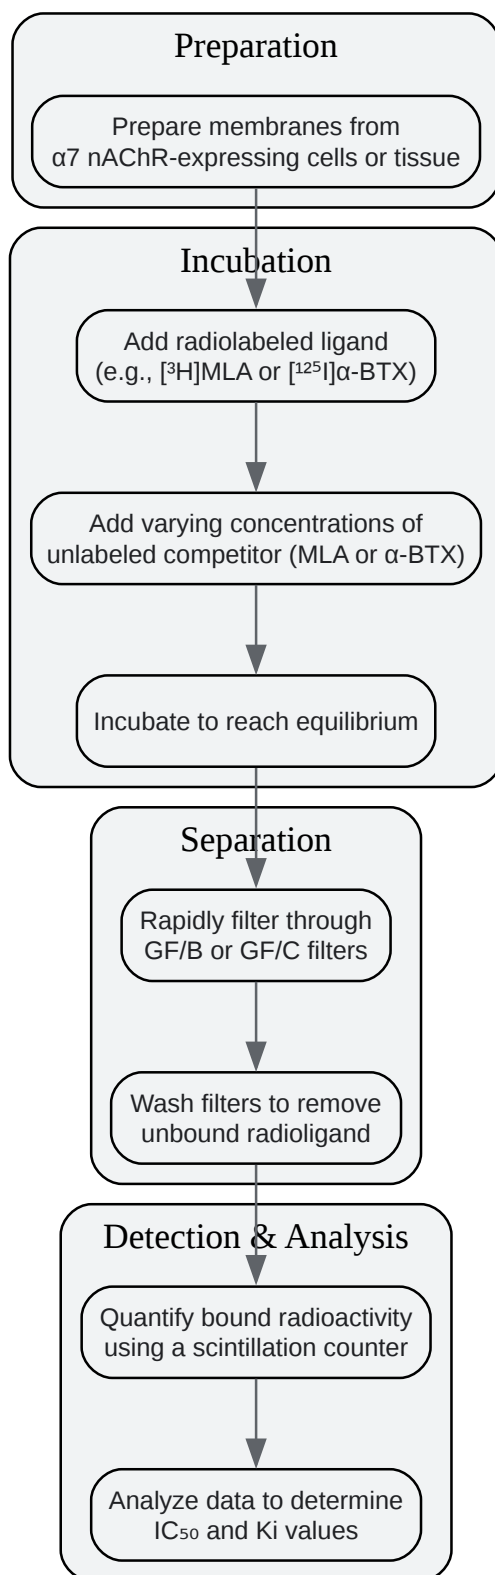 Preparation
Prepare membranes from
α7 nAChR-expressing cells or tissue
Incubation
Add radiolabeled ligand
(e.g., [³H]MLA or [¹²⁵I]α-BTX)
Add varying concentrations of
unlabeled competitor (MLA or α-BTX)
Incubate to reach equilibrium
Separation
Rapidly filter through
GF/B or GF/C filters
Wash filters to remove
unbound radioligand
Detection & Analysis
Quantify bound radioactivity
using a scintillation counter
Analyze data to determine
IC₅₀ and Ki values